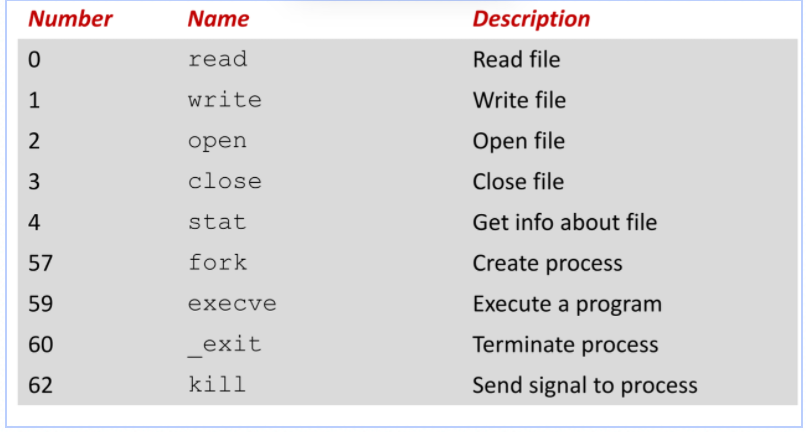 Number Name Description
0 read Read file
1 write Write file
2 open Open file
3 close Close file
4 stat Get info about file
57 fork Create process
59 execve Execute a program
60 _exit Terminate process
62 kill Send signal to process